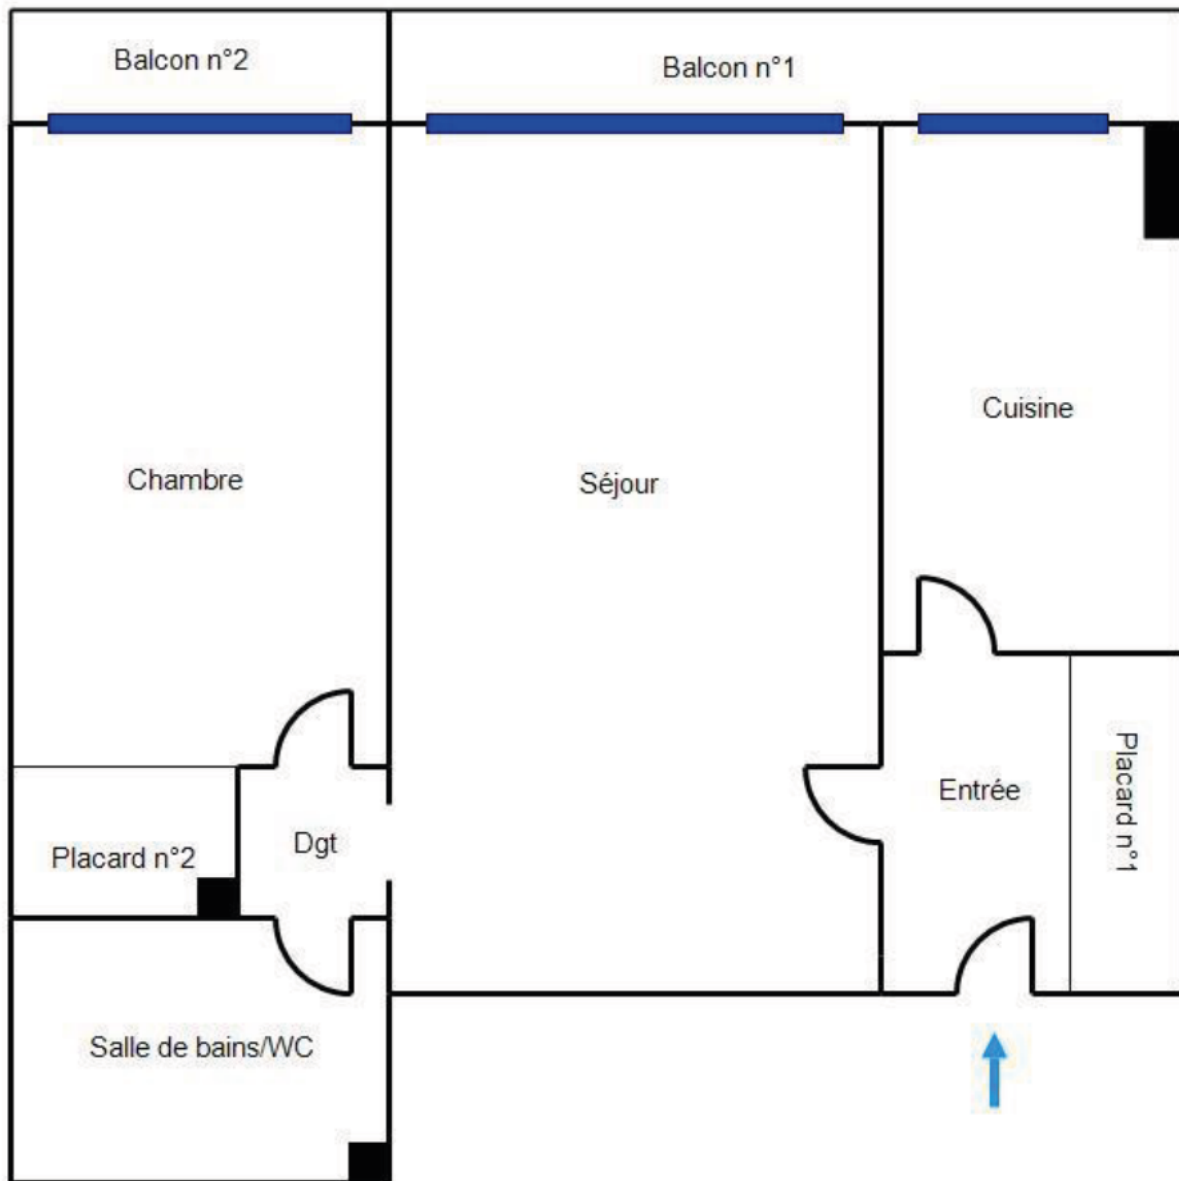 Balcon n°2
Balcon n°1
Cuisine
Chambre
Séjour
Placard n°1
Entrée
Dgt
Placard n°2
Salle de bains/WC